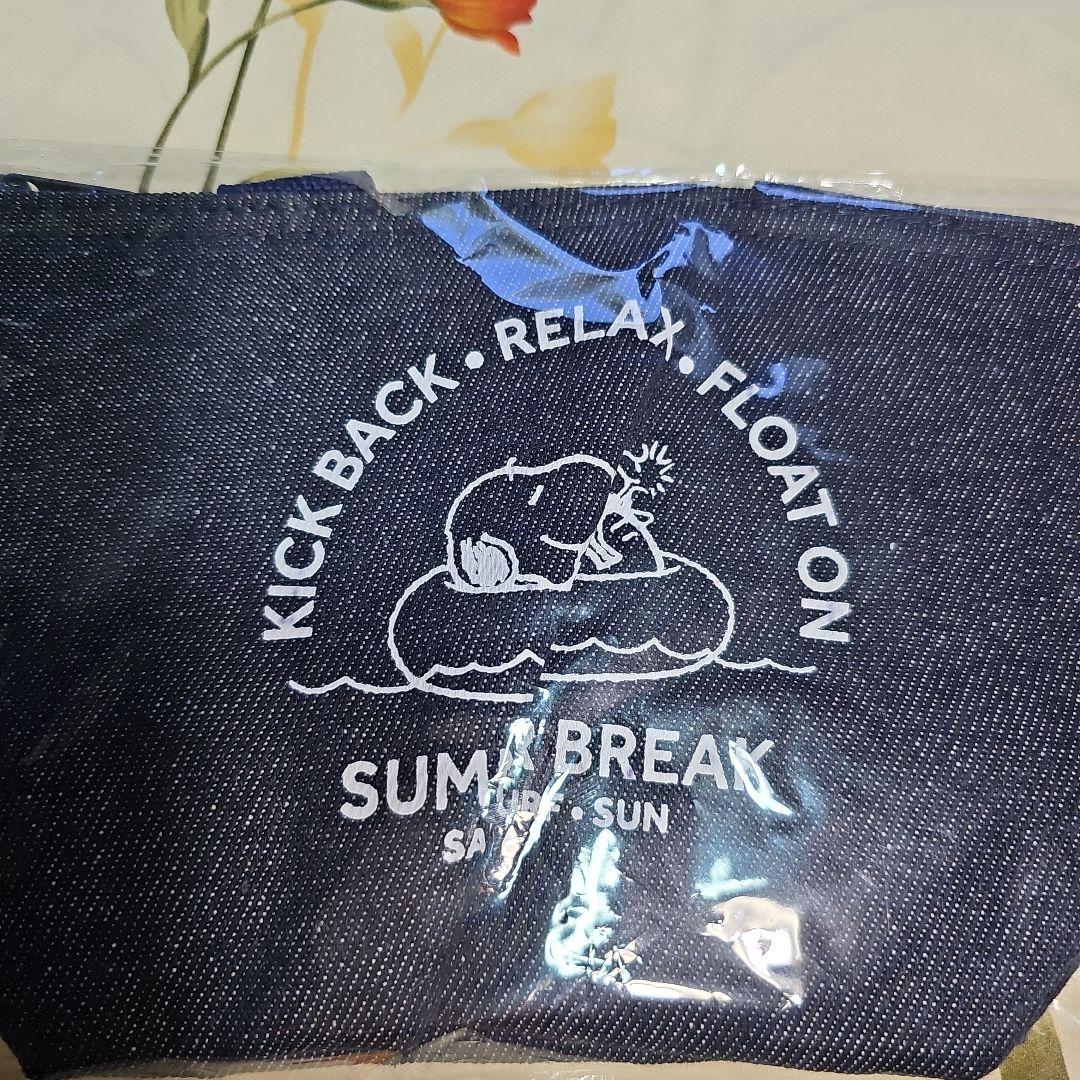 KICK BACK • RELAX • FLOAT ON
BREAK
SUN